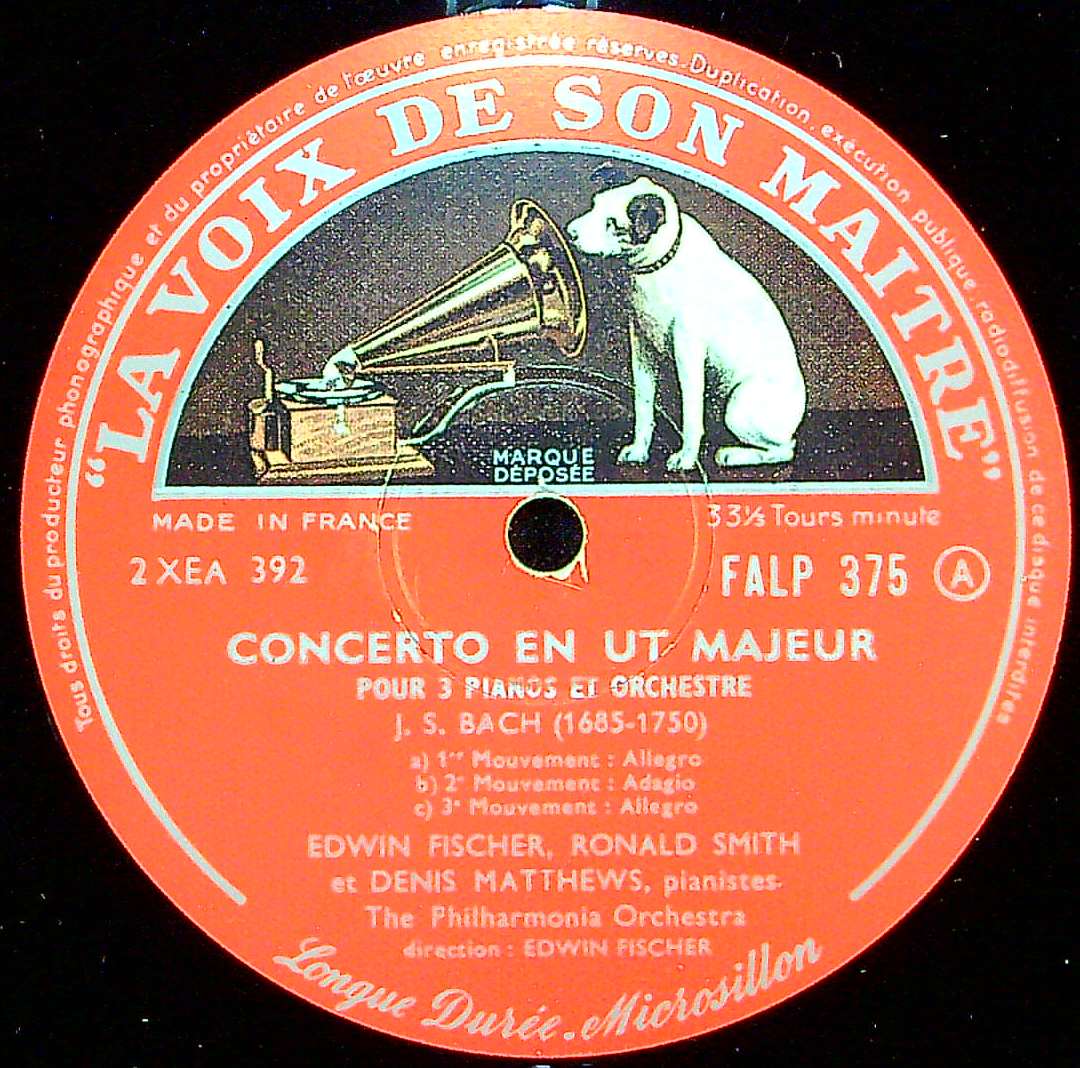 Tous droits du producteur phonographique et du propriétaire de l'œuvre enregistrée réservés. Duplication, exécution publique, radiodiffusion de ce disque interdites
“LA VOIX DE SON MAITRE”
MARQUE
DÉPOSÉE
MADE IN FRANCE
33⅓ Tours minute
2 XEA 392
FALP 375 A
CONCERTO EN UT MAJEUR
POUR 3 PIANOS ET ORCHESTRE
J. S. BACH (1685-1750)
a) 1er Mouvement : Allegro
b) 2e Mouvement : Adagio
c) 3e Mouvement : Allegro
EDWIN FISCHER, RONALD SMITH
et DENIS MATTHEWS, pianistes
The Philharmonia Orchestra
direction : EDWIN FISCHER
Longue Durée. Microsillon